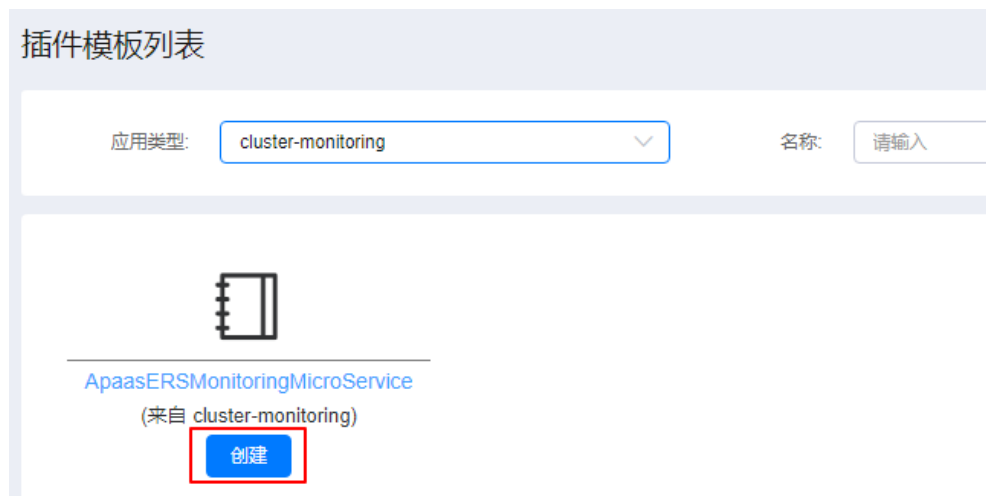 插件模板列表
应用类型: cluster-monitoring 名称: 请输入
ApaasERSMonitoringMicroService
(来自 cluster-monitoring)
创建